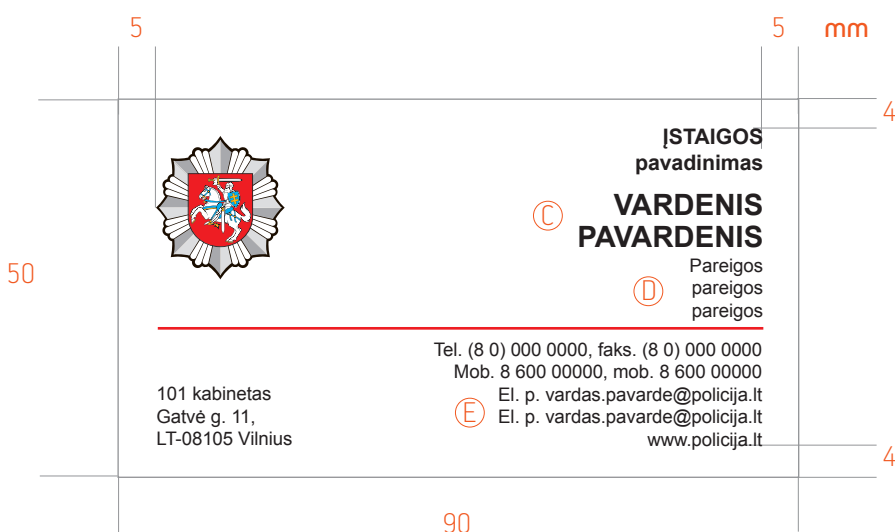 5 5 mm
4
ĮSTAIGOS
pavadinimas
C
VARDENIS
PAVARDENIS
50
D
Pareigos
pareigos
pareigos
Tel. (8 0) 000 0000, faks. (8 0) 000 0000
Mob. 8 600 00000, mob. 8 600 00000
E
El. p. vardas.pavarde@policija.lt
El. p. vardas.pavarde@policija.lt
www.policija.lt
101 kabinetas
Gatvė g. 11,
LT-08105 Vilnius
4
90